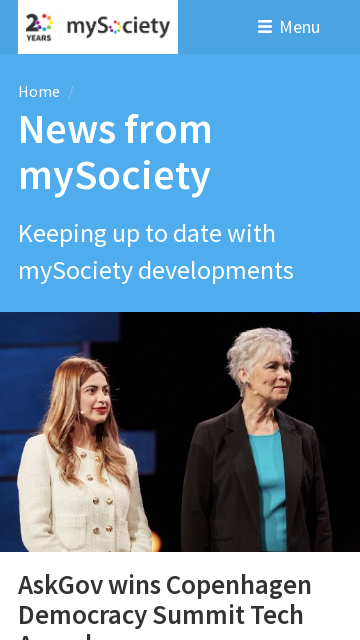 20 YEARS mySociety
Menu
Home /
News from
mySociety
Keeping up to date with
mySociety developments
AskGov wins Copenhagen
Democracy Summit Tech